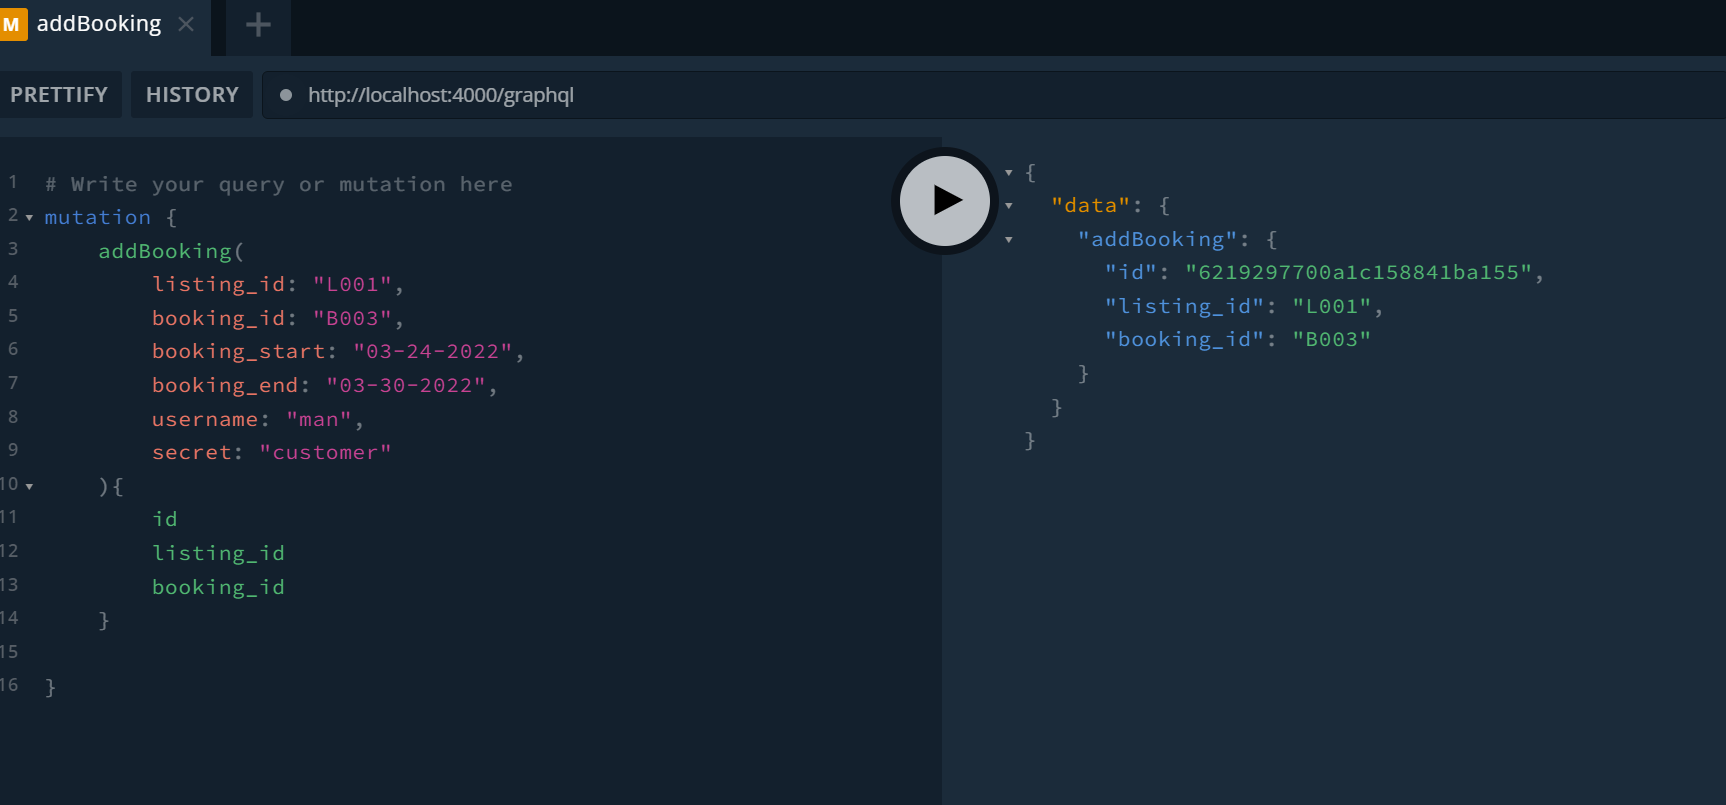 M addBooking
PRETTIFY HISTORY http://localhost:4000/graphql
1 # Write your query or mutation here
2 mutation {
3 addBooking(
4 listing_id: "L001",
5 booking_id: "B003",
6 booking_start: "03-24-2022",
7 booking_end: "03-30-2022",
8 username: "man",
9 secret: "customer"
10 ){
11 id
12 listing_id
13 booking_id
14 }
15
16 }
{
"data": {
"addBooking": {
"id": "6219297700a1c158841ba155",
"listing_id": "L001",
"booking_id": "B003"
}
}
}